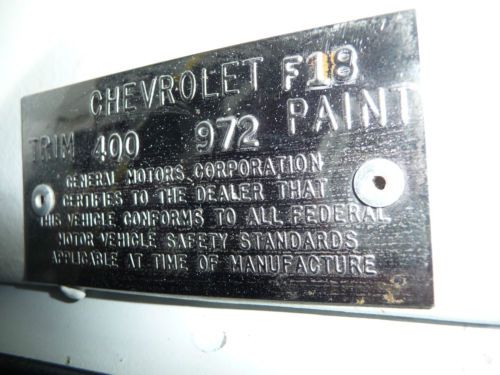 CHEVROLET F18
TRIM 400 972 PAINT
GENERAL MOTORS CORPORATION
CERTIFIES TO THE DEALER THAT
THIS VEHICLE CONFORMS TO ALL FEDERAL
MOTOR VEHICLE SAFETY STANDARDS
APPLICABLE AT TIME OF MANUFACTURE